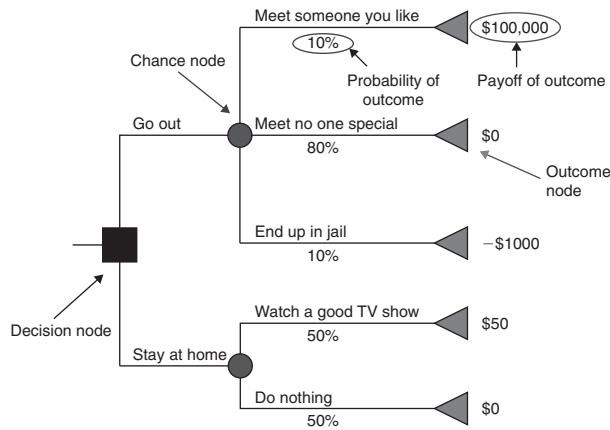 Meet someone you like
$100,000
10%
Chance node
Probability of
outcome
Payoff of outcome
Go out
Meet no one special
$0
80%
Outcome
node
End up in jail
−$1000
10%
Decision node
Watch a good TV show
$50
50%
Stay at home
Do nothing
$0
50%